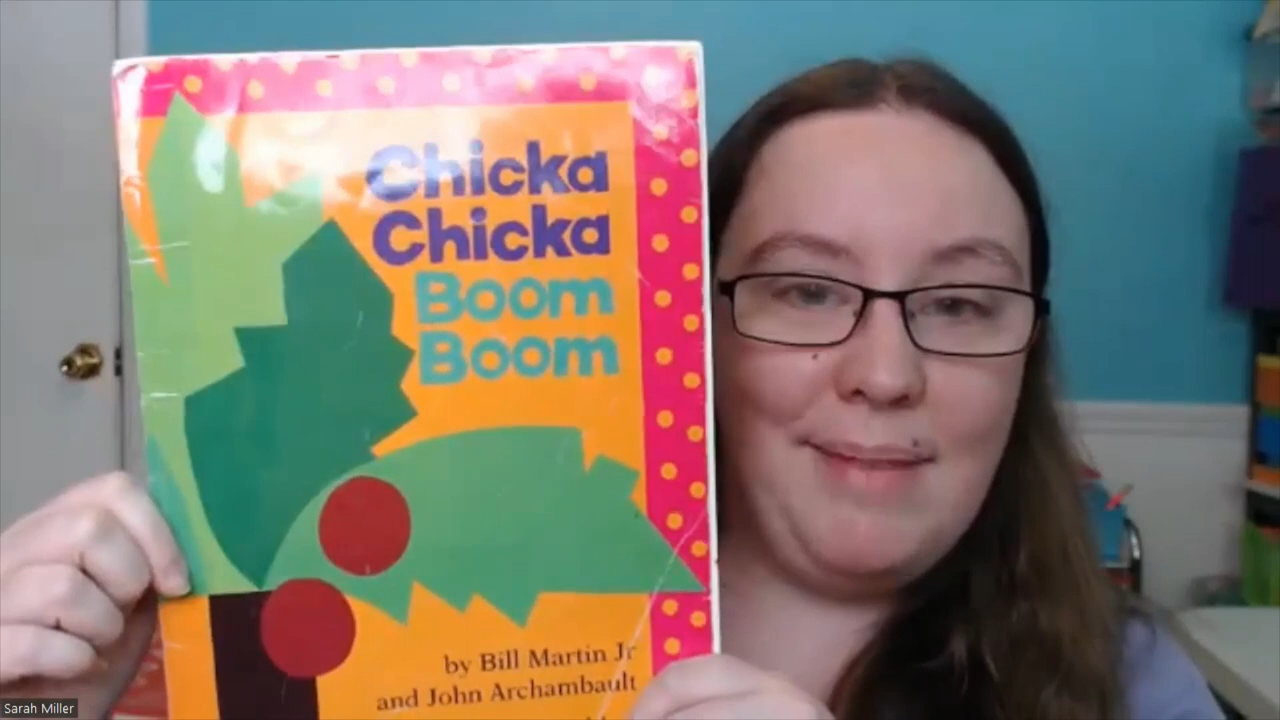 Chicka
Chicka
Boom
Boom
by Bill Martin Jr
and John Archambault
Sarah Miller